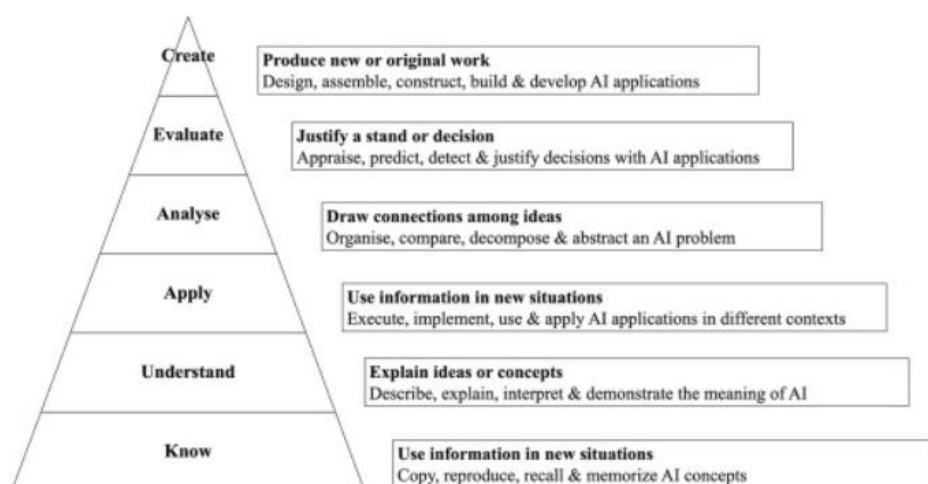 Create
Produce new or original work
Design, assemble, construct, build & develop AI applications
Evaluate
Justify a stand or decision
Appraise, predict, detect & justify decisions with AI applications
Analyse
Draw connections among ideas
Organise, compare, decompose & abstract an AI problem
Apply
Use information in new situations
Execute, implement, use & apply AI applications in different contexts
Understand
Explain ideas or concepts
Describe, explain, interpret & demonstrate the meaning of AI
Know
Use information in new situations
Copy, reproduce, recall & memorize AI concepts